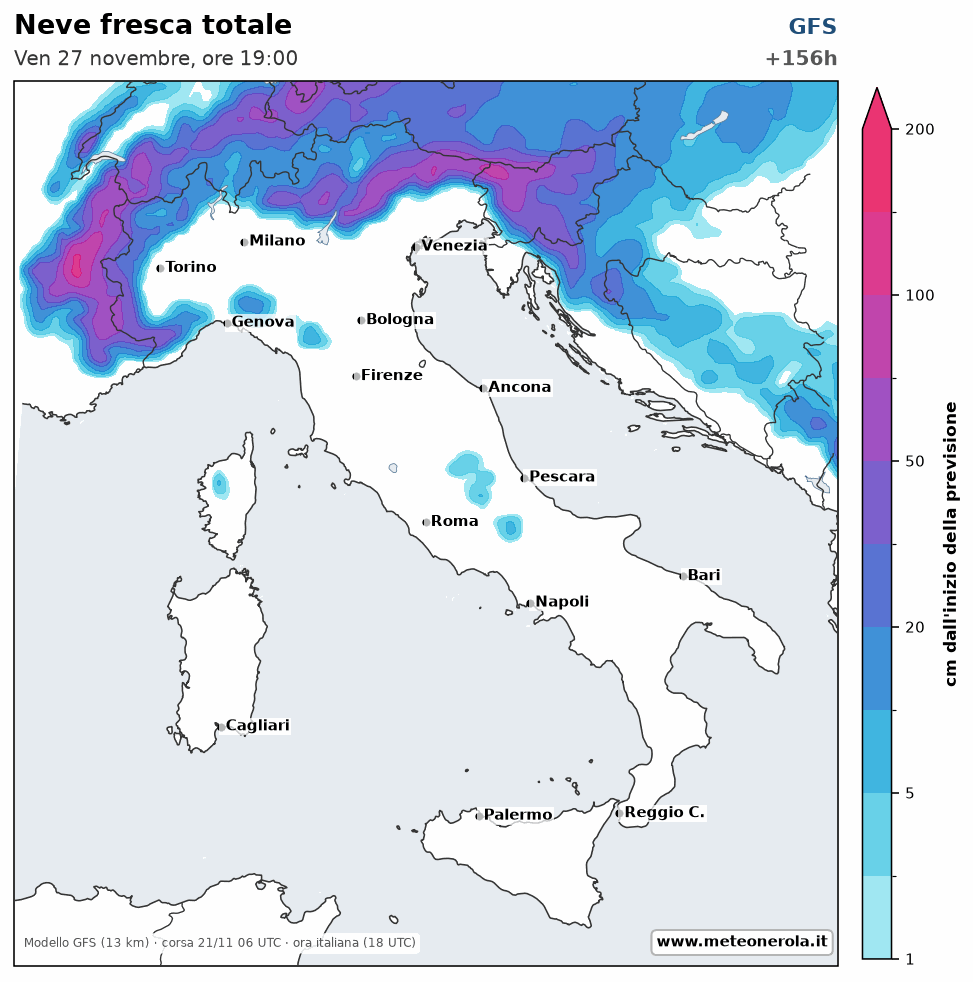 Neve fresca totale
GFS
Ven 27 novembre, ore 19:00
+156h
Milano
Venezia
Torino
Genova
Bologna
Firenze
Ancona
Pescara
Roma
Bari
Napoli
Cagliari
Palermo
Reggio C.
200
100
50
20
5
1
cm dall'inizio della previsione
Modello GFS (13 km) · corsa 21/11 06 UTC · ora italiana (18 UTC)
www.meteonerola.it